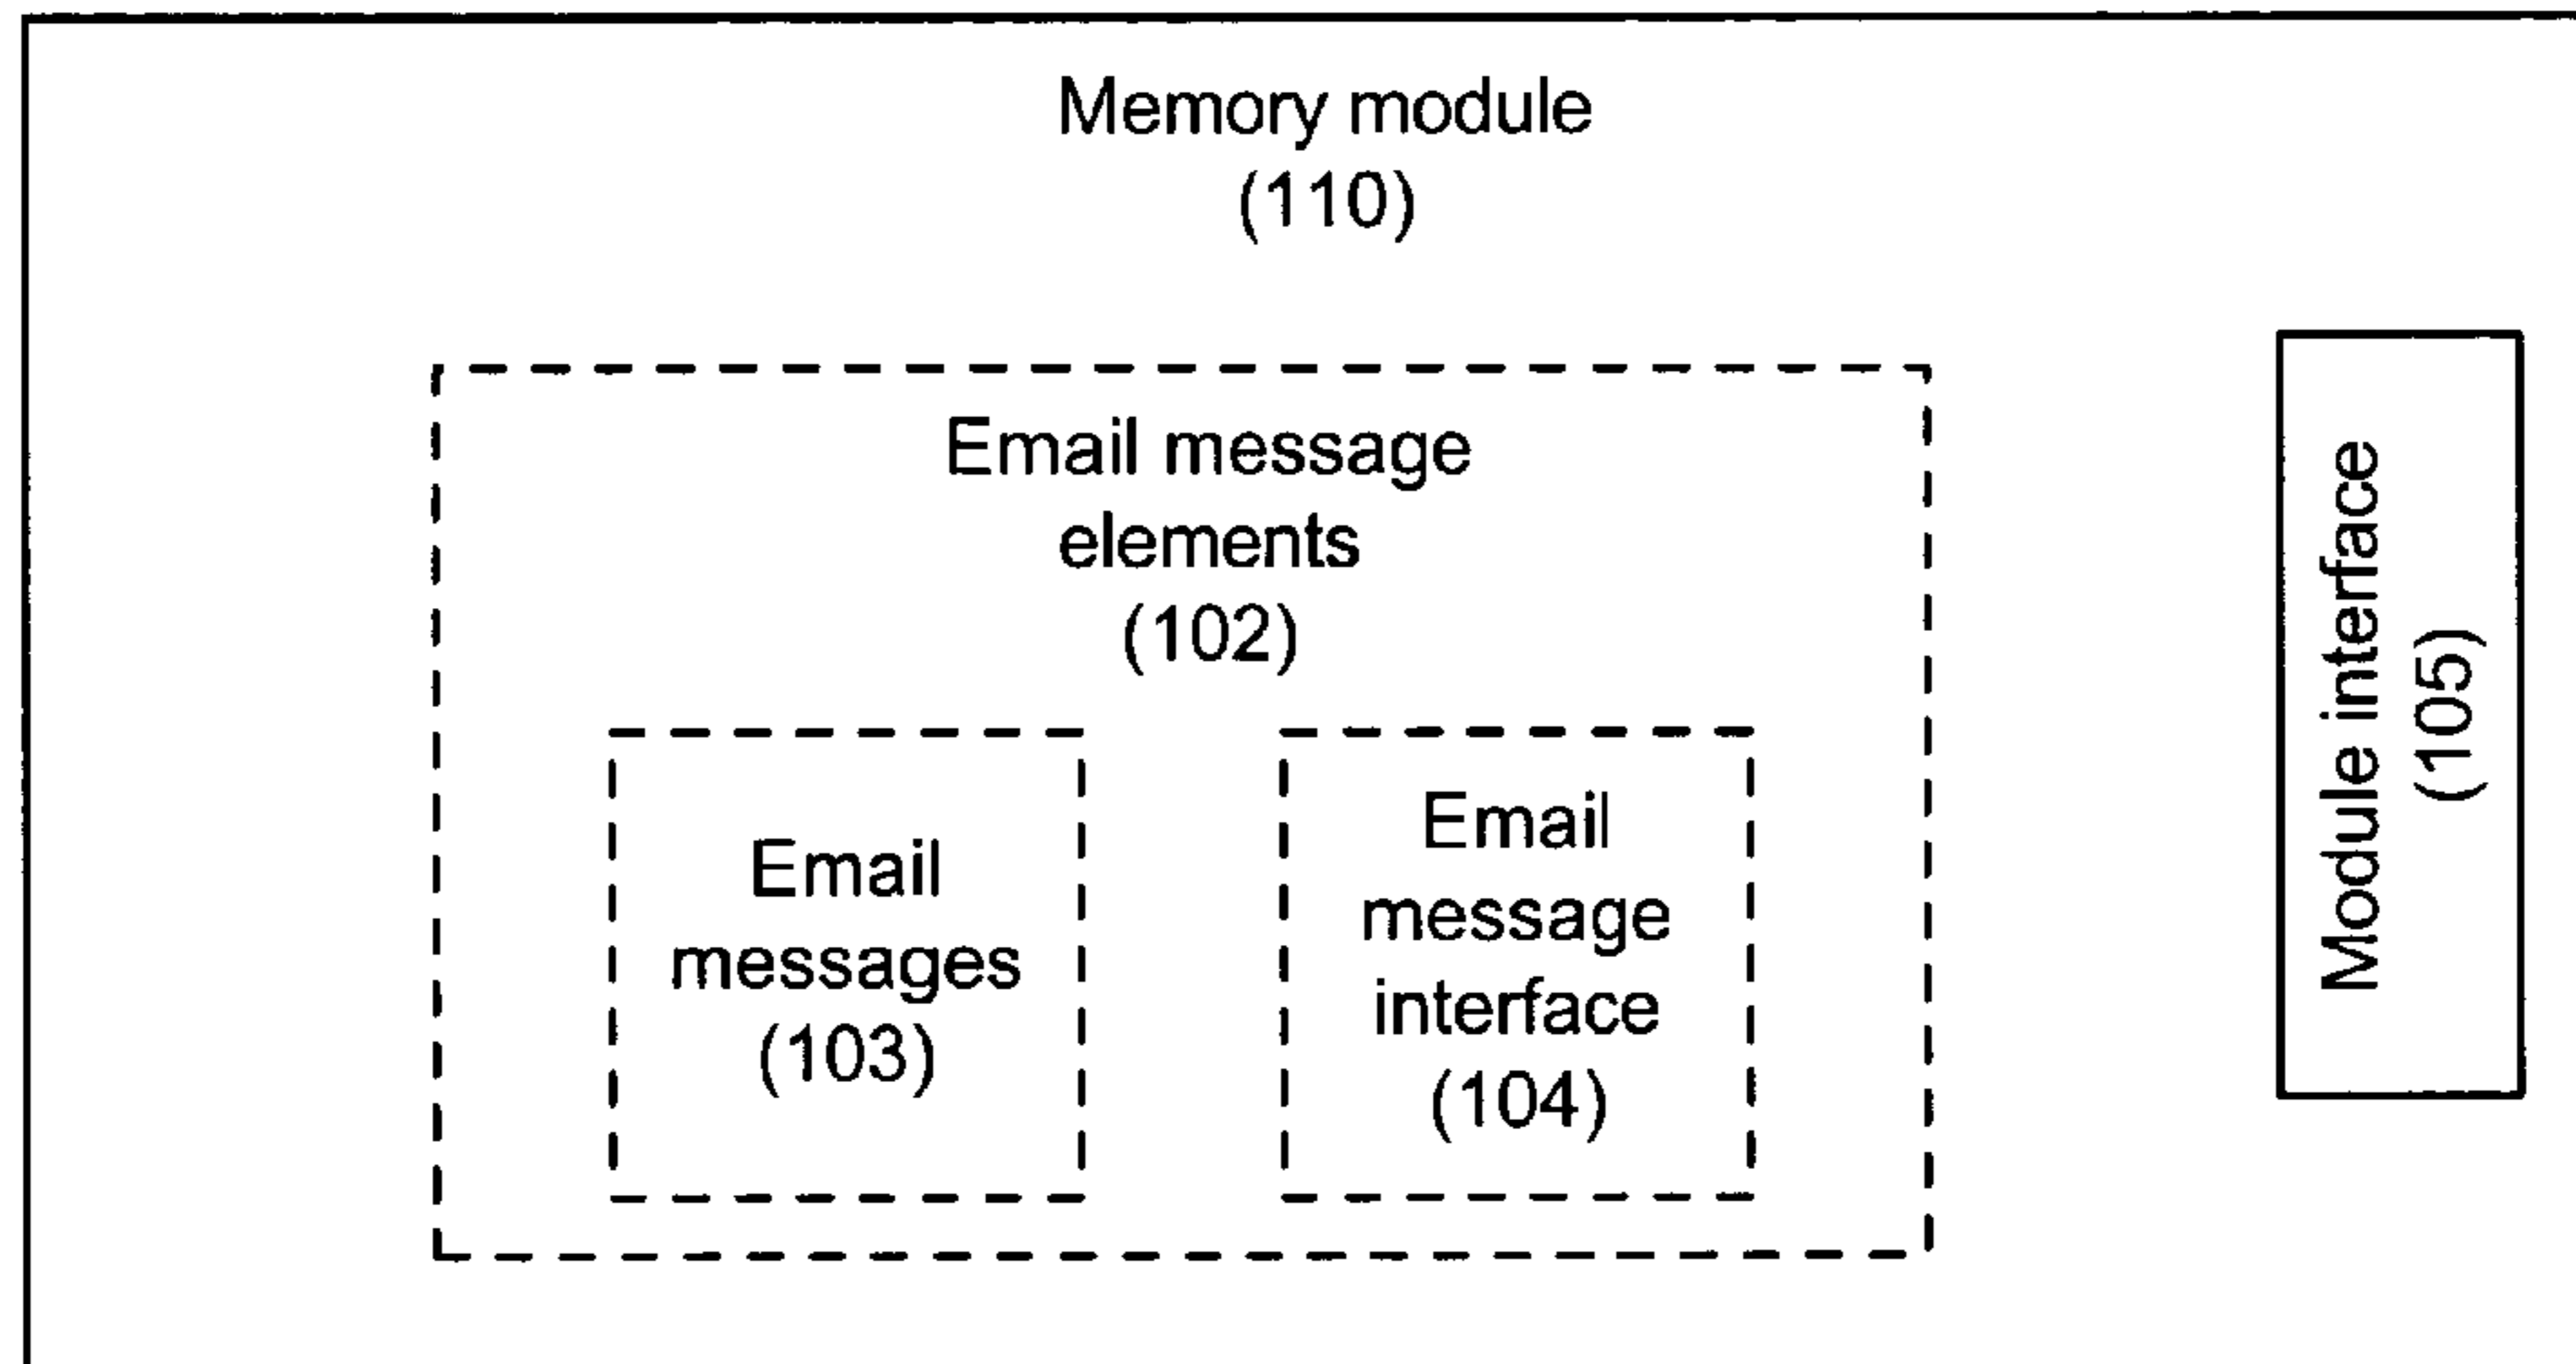 Memory module
(110)
Email message
elements
(102)
Email
messages
(103)
Email
message
interface
(104)
Module interface
(105)